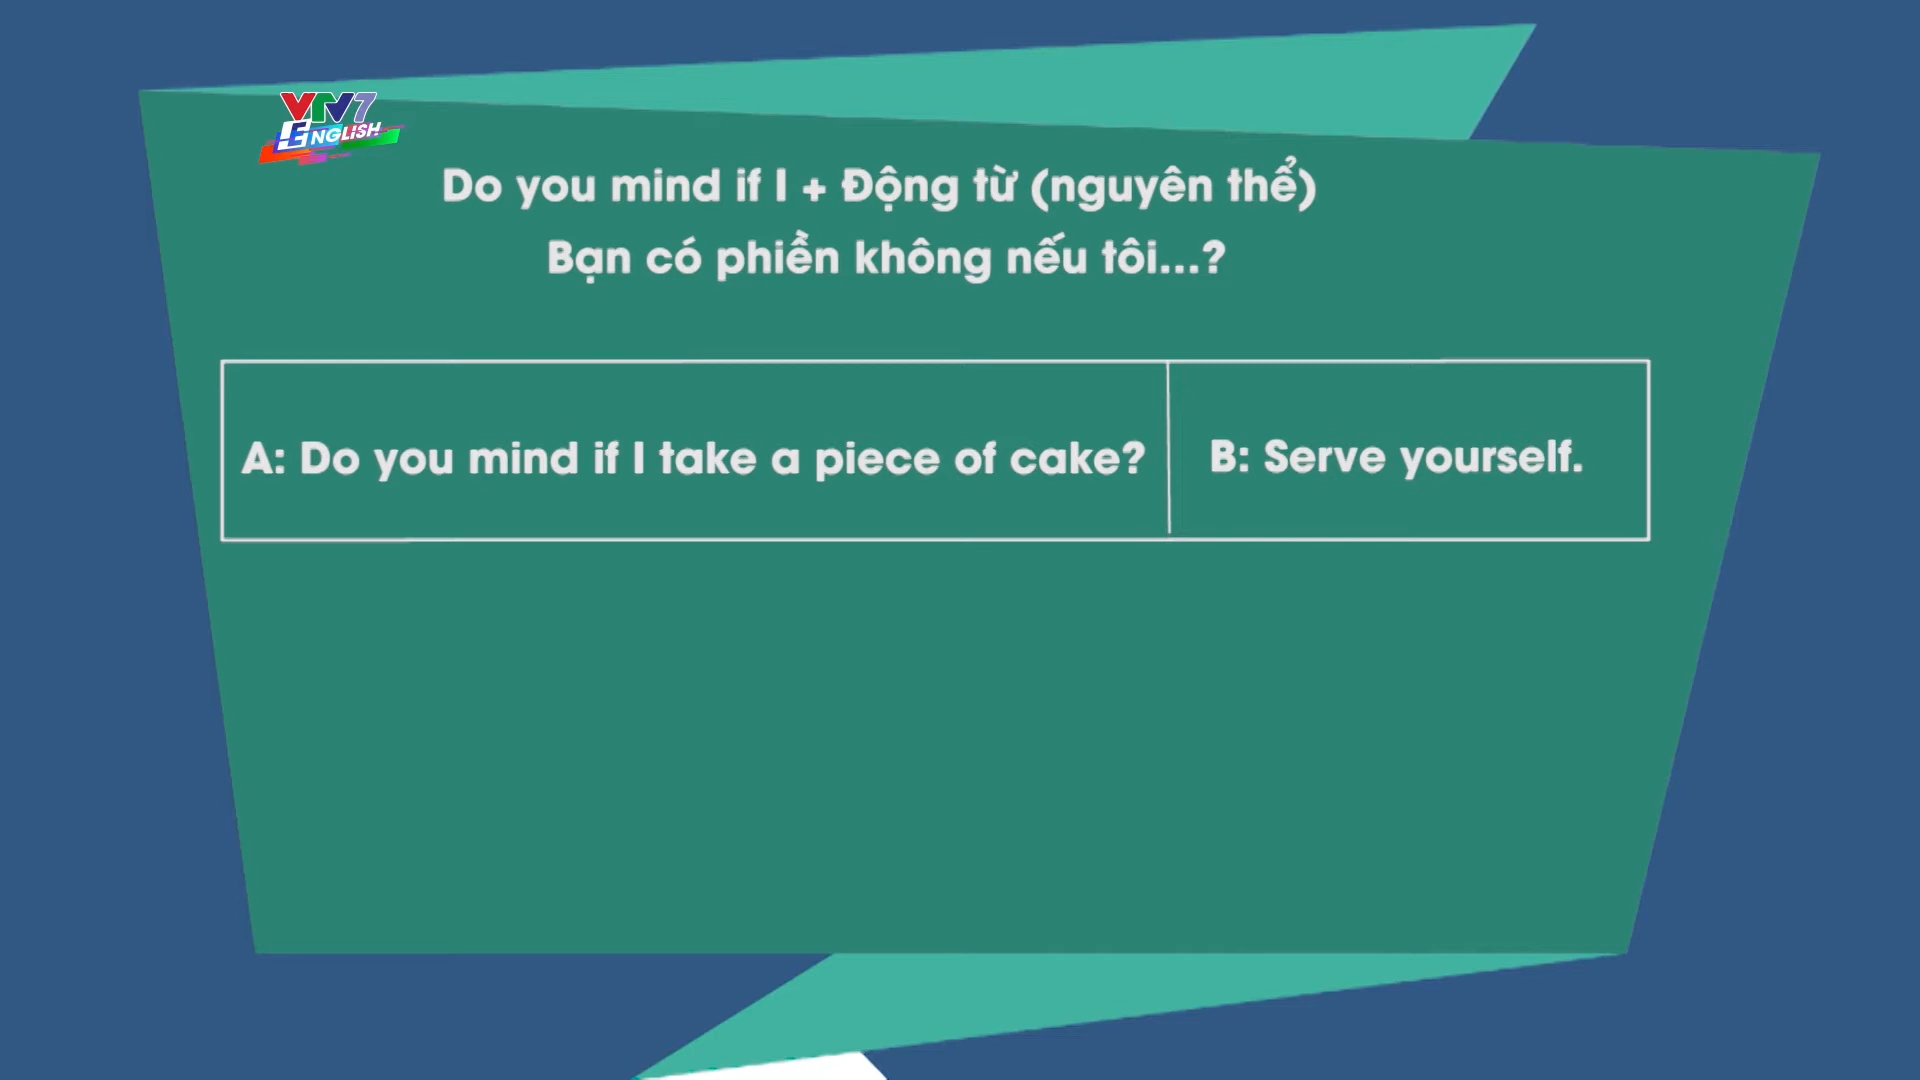 VTV7
ENGLISH
Do you mind if I + Động từ (nguyên thể)
Bạn có phiền không nếu tôi...?
A: Do you mind if I take a piece of cake?
B: Serve yourself.